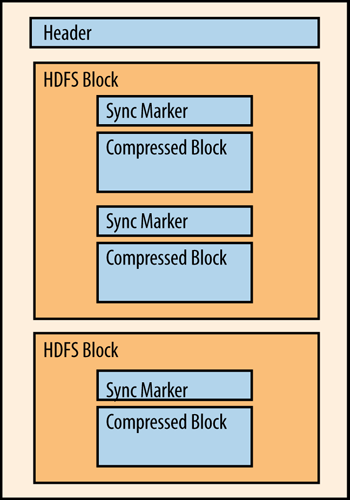 Header
HDFS Block
Sync Marker
Compressed Block
Sync Marker
Compressed Block
HDFS Block
Sync Marker
Compressed Block